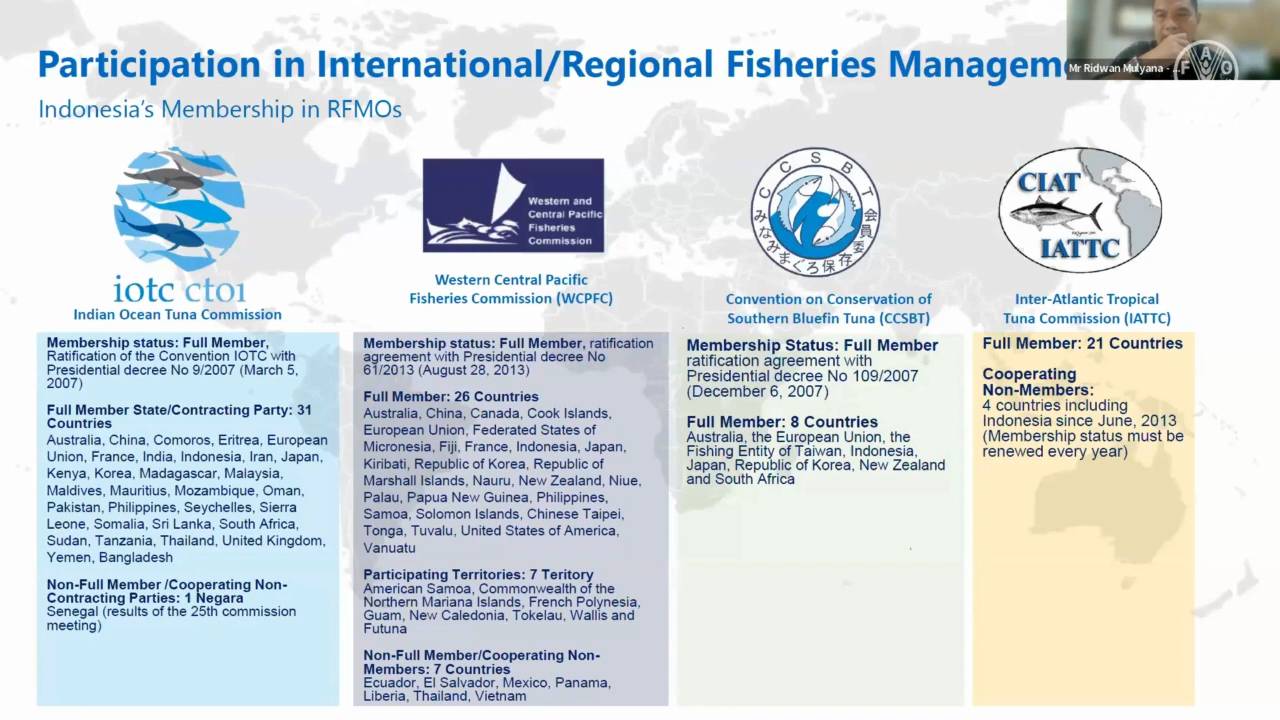 Participation in International/Regional Fisheries Managem
Mr Ridwan Mulyana - ...
FAO
Indonesia's Membership in RFMOs
iotc ctoi
Indian Ocean Tuna Commission
Western and
Central Pacific
Fisheries
Commission
Western Central Pacific
Fisheries Commission (WCPFC)
CCSBT
みなみまぐろ保存委員会
Convention on Conservation of
Southern Bluefin Tuna (CCSBT)
CIAT
IATTC
Inter-Atlantic Tropical
Tuna Commission (IATTC)
Membership status: Full Member,
Ratification of the Convention IOTC with
Presidential decree No 9/2007 (March 5,
2007)
Full Member State/Contracting Party: 31
Countries
Australia, China, Comoros, Eritrea, European
Union, France, India, Indonesia, Iran, Japan,
Kenya, Korea, Madagascar, Malaysia,
Maldives, Mauritius, Mozambique, Oman,
Pakistan, Philippines, Seychelles, Sierra
Leone, Somalia, Sri Lanka, South Africa,
Sudan, Tanzania, Thailand, United Kingdom,
Yemen, Bangladesh
Non-Full Member /Cooperating Non-
Contracting Parties: 1 Negara
Senegal (results of the 25th commission
meeting)
Membership status: Full Member, ratification
agreement with Presidential decree No
61/2013 (August 28, 2013)
Full Member: 26 Countries
Australia, China, Canada, Cook Islands,
European Union, Federated States of
Micronesia, Fiji, France, Indonesia, Japan,
Kiribati, Republic of Korea, Republic of
Marshall Islands, Nauru, New Zealand, Niue,
Palau, Papua New Guinea, Philippines,
Samoa, Solomon Islands, Chinese Taipei,
Tonga, Tuvalu, United States of America,
Vanuatu
Participating Territories: 7 Teritory
American Samoa, Commonwealth of the
Northern Mariana Islands, French Polynesia,
Guam, New Caledonia, Tokelau, Wallis and
Futuna
Non-Full Member/Cooperating Non-
Members: 7 Countries
Ecuador, El Salvador, Mexico, Panama,
Liberia, Thailand, Vietnam
Membership Status: Full Member
ratification agreement with
Presidential decree No 109/2007
(December 6, 2007)
Full Member: 8 Countries
Australia, the European Union, the
Fishing Entity of Taiwan, Indonesia,
Japan, Republic of Korea, New Zealand
and South Africa
Full Member: 21 Countries
Cooperating
Non-Members:
4 countries including
Indonesia since June, 2013
(Membership status must be
renewed every year)